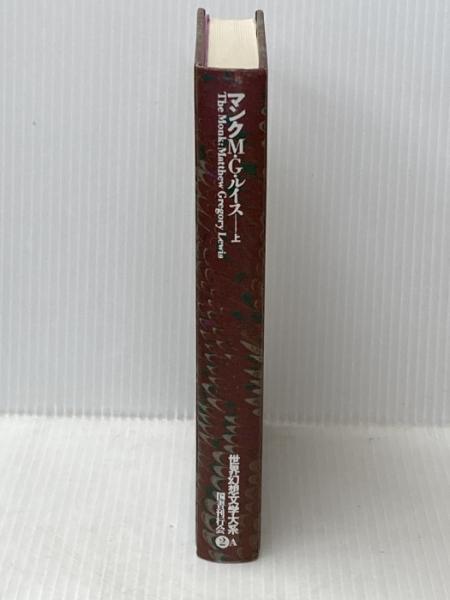 マンク M・G・ルイス──上
The Monk:Matthew Gregory Lewis
世界幻想文学大系
国書刊行会 2A